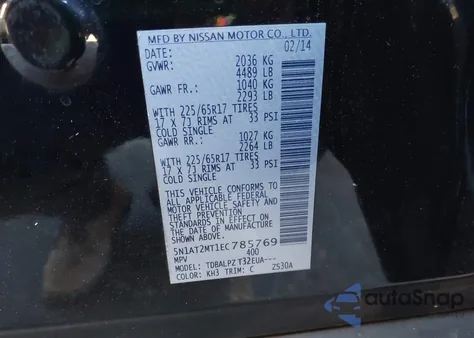 MFD BY NISSAN MOTOR CO., LTD.
DATE: 02/14
GVWR: 2036 KG
4489 LB
GAWR FR.: 1040 KG
2293 LB
WITH 225/65R17 TIRES
17 X 7J RIMS AT 33 PSI
COLD SINGLE
GAWR RR.: 1027 KG
2264 LB
WITH 225/65R17 TIRES
17 X 7J RIMS AT 33 PSI
COLD SINGLE
THIS VEHICLE CONFORMS TO
ALL APPLICABLE FEDERAL
MOTOR VEHICLE SAFETY AND
THEFT PREVENTION
STANDARDS IN EFFECT ON
THE DATE OF MANUFACTURE
SHOWN ABOVE.
5N1AT2MT1EC785769
MPV
MODEL: TDBALPZ T32EUA---
COLOR: KH3 TRIM: C 2S30A
autoSnap